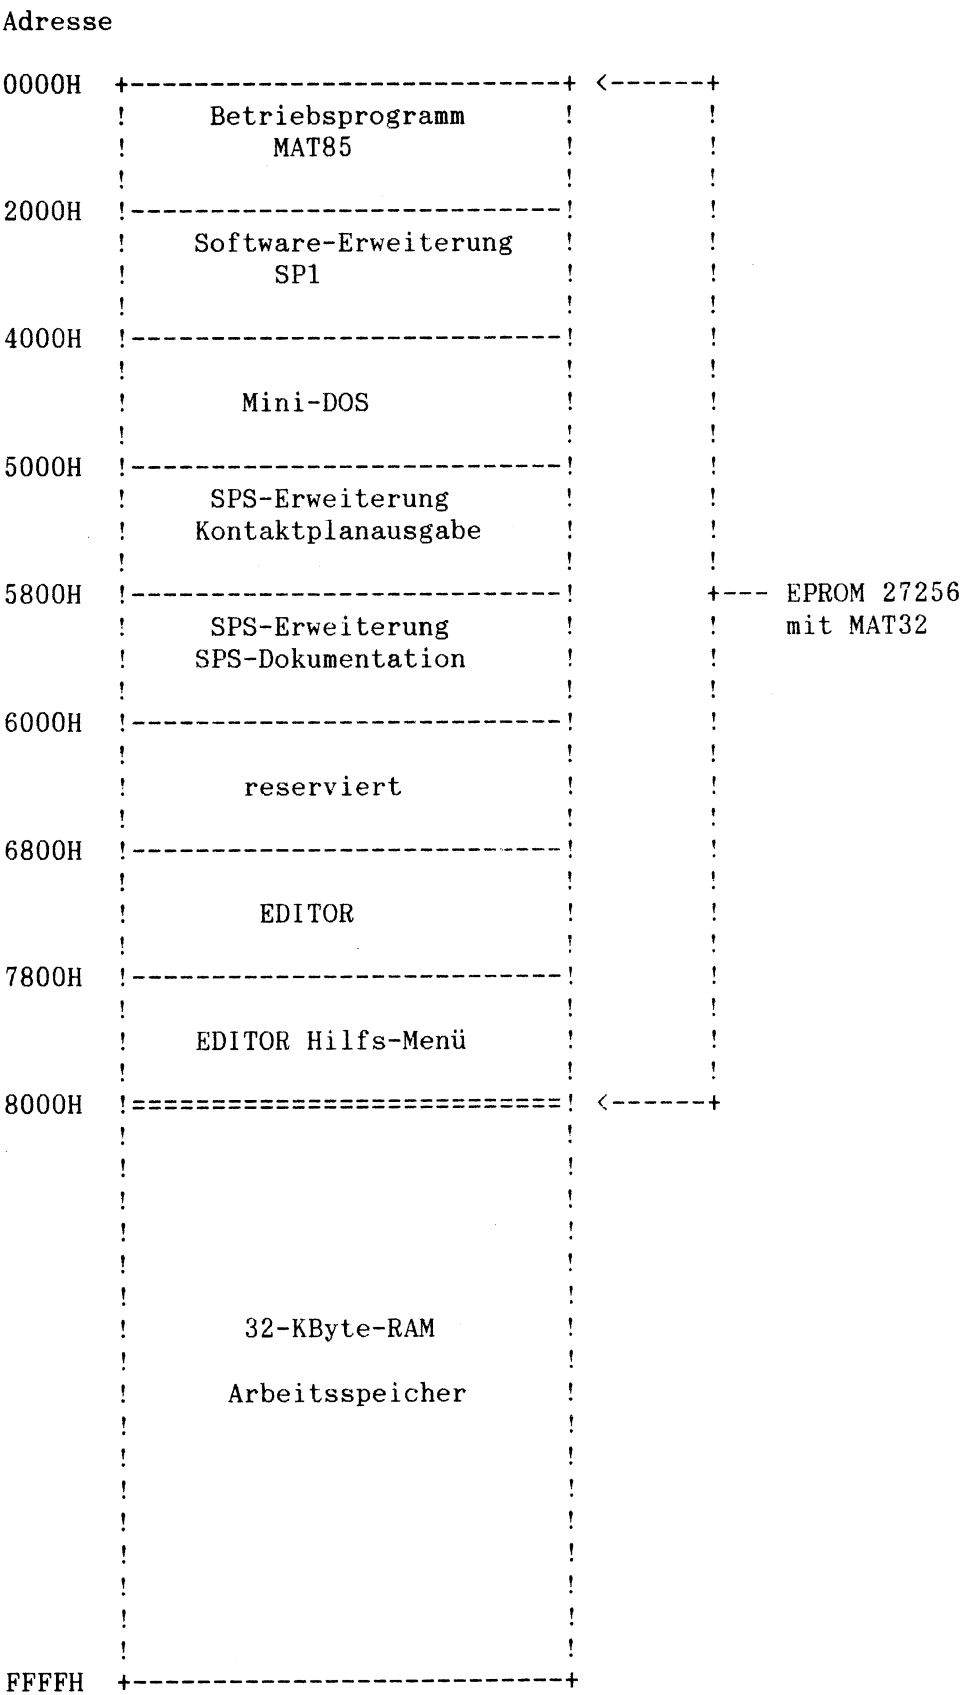 Adresse
0000H +---------------------------+ <------+
Betriebsprogramm
MAT85
2000H !---------------------------!
Software-Erweiterung
SP1
4000H !---------------------------!
Mini-DOS
5000H !---------------------------!
SPS-Erweiterung
Kontaktplanausgabe
5800H !---------------------------! +--- EPROM 27256
SPS-Erweiterung mit MAT32
SPS-Dokumentation
6000H !---------------------------!
reserviert
6800H !---------------------------!
EDITOR
7800H !---------------------------!
EDITOR Hilfs-Menü
8000H !===========================! <------+
32-KByte-RAM
Arbeitsspeicher
FFFFH +---------------------------+